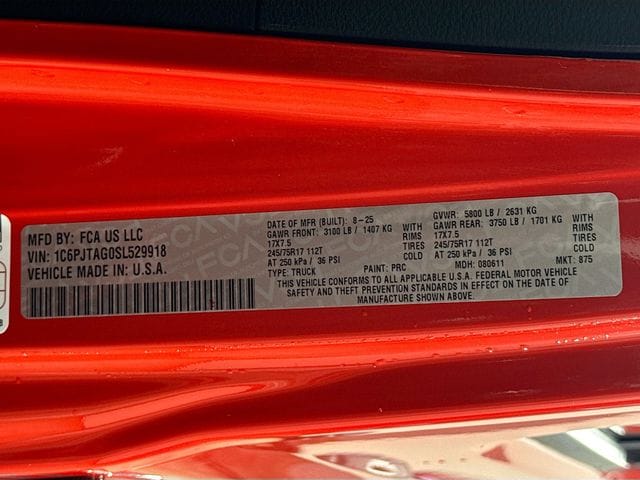 MFD BY: FCA US LLC
VIN: 1C6PJTAG0SL529918
VEHICLE MADE IN: U.S.A.
DATE OF MFR (BUILT): 8-25
GAWR FRONT: 3100 LB / 1407 KG WITH
17X7.5 RIMS
245/75R17 112T TIRES
AT 250 kPa / 36 PSI COLD
TYPE: TRUCK
GVWR: 5800 LB / 2631 KG
GAWR REAR: 3750 LB / 1701 KG WITH
17X7.5 RIMS
245/75R17 112T TIRES
AT 250 kPa / 36 PSI COLD
PAINT: PRC MDH: 080611 MKT: 875
THIS VEHICLE CONFORMS TO ALL APPLICABLE U.S.A. FEDERAL MOTOR VEHICLE
SAFETY AND THEFT PREVENTION STANDARDS IN EFFECT ON THE DATE OF
MANUFACTURE SHOWN ABOVE.